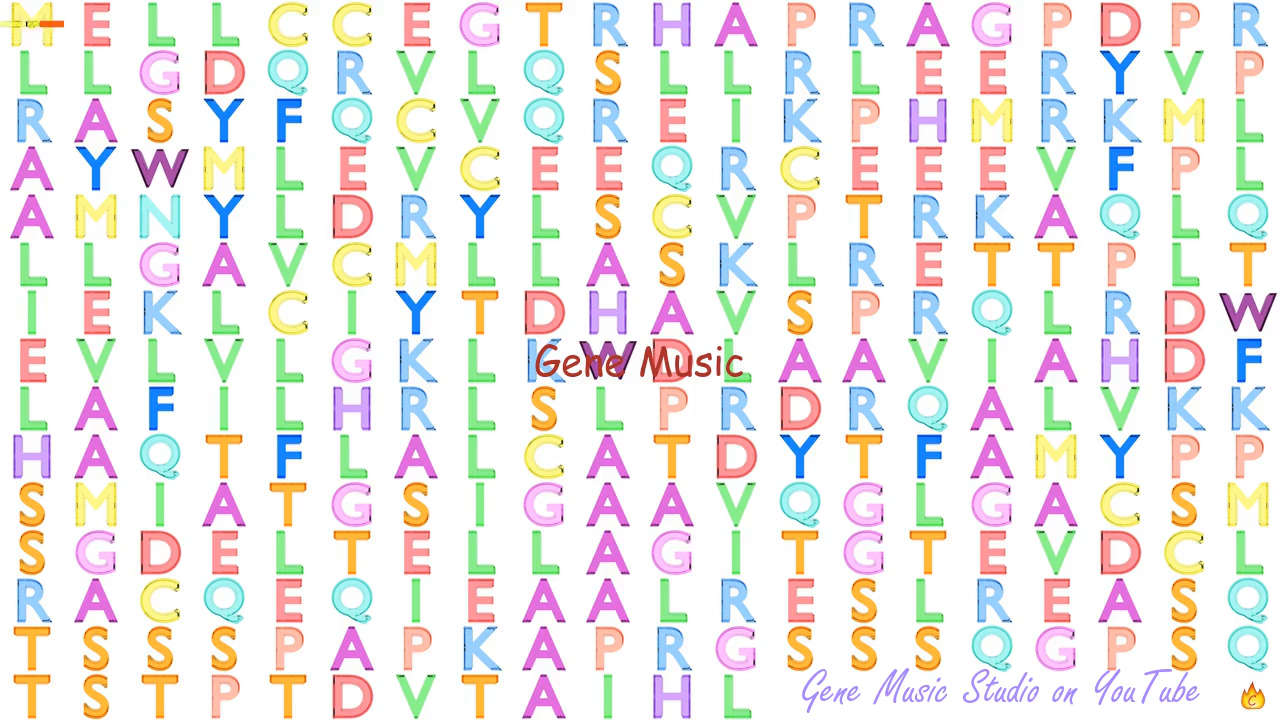 M E L L C C E G T R H A P R A G P D P R
L L G D Q R V L Q S L L R L E E R Y V P
R A S Y F Q C V Q R E I K P H M R K M L
A Y W M L E V C E E Q R C E E E V F P L
A M N Y L D R Y L S C V P T R K A Q L Q
L L G A V C M L L A S K L R E T T P L T
I E K L C I Y T D H A V S P R Q L R D W
E V L V L G K L K W D L A A V I A H D F
L A F I L H R L S L P R D R Q A L V K K
H A Q T F L A L C A T D Y T F A M Y P P
S M I A T G S I G A A V Q G L G A C S M
S G D E L T E L L A G I T G T E V D C L
R A C Q E Q I E A A L R E S L R E A S Q
T S S S P A P K A P R G S S S Q G P S Q
T S T P T D V T A I H L
Gene Music
Gene Music Studio on YouTube
C